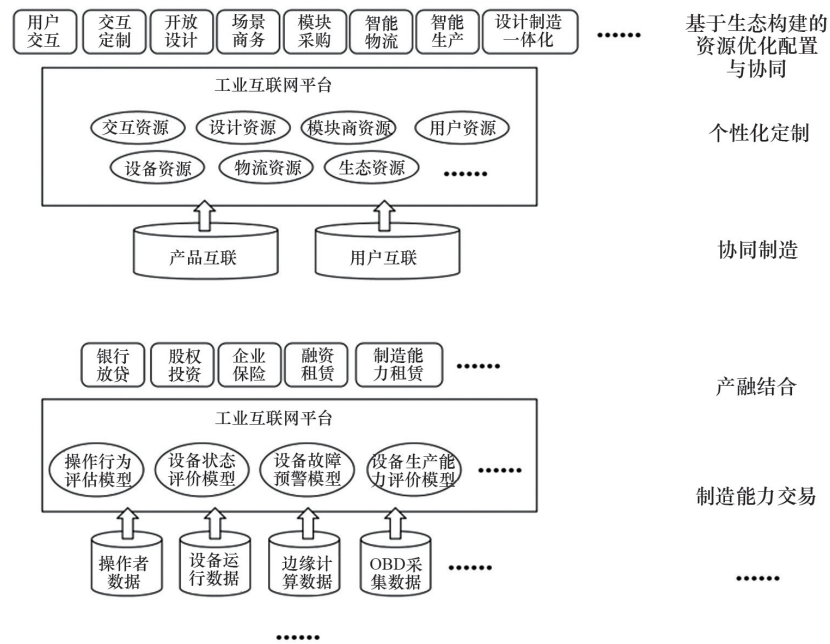 用户
交互
交互
定制
开放
设计
场景
商务
模块
采购
智能
物流
智能
生产
设计制造
一体化
……
工业互联网平台
交互资源
设计资源
模块商资源
用户资源
设备资源
物流资源
生态资源
……
产品互联
用户互联
基于生态构建的
资源优化配置
与协同
个性化定制
协同制造
银行
放贷
股权
投资
企业
保险
融资
租赁
制造能
力租赁
……
工业互联网平台
操作行为
评估模型
设备状态
评价模型
设备故障
预警模型
设备生产能
力评价模型
……
操作者
数据
设备运
行数据
边缘计
算数据
OBD采
集数据
……
产融结合
制造能力交易
……
……